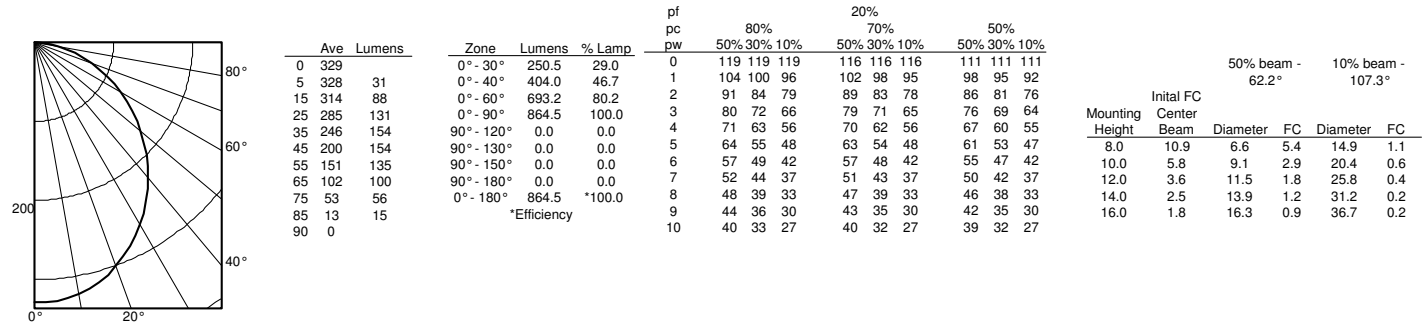 80°
60°
200
40°
0°
20°
Ave Lumens
0 329
5 328 31
15 314 88
25 285 131
35 246 154
45 200 154
55 151 135
65 102 100
75 53 56
85 13 15
90 0
Zone Lumens % Lamp
0°- 30° 250.5 29.0
0°- 40° 404.0 46.7
0°- 60° 693.2 80.2
0°- 90° 864.5 100.0
90°- 120° 0.0 0.0
90°- 130° 0.0 0.0
90°- 150° 0.0 0.0
90°- 180° 0.0 0.0
0°- 180° 864.5 *100.0
*Efficiency
pf 20%
pc 80% 70% 50%
pw 50% 30% 10% 50% 30% 10% 50% 30% 10%
0 119 119 119 116 116 116 111 111 111
1 104 100 96 102 98 95 98 95 92
2 91 84 79 89 83 78 86 81 76
3 80 72 66 79 71 65 76 69 64
4 71 63 56 70 62 56 67 60 55
5 64 55 48 63 54 48 61 53 47
6 57 49 42 57 48 42 55 47 42
7 52 44 37 51 43 37 50 42 37
8 48 39 33 47 39 33 46 38 33
9 44 36 30 43 35 30 42 35 30
10 40 33 27 40 32 27 39 32 27
50% beam - 10% beam -
62.2° 107.3°
Inital FC
Mounting Center
Height Beam Diameter FC Diameter FC
8.0 10.9 6.6 5.4 14.9 1.1
10.0 5.8 9.1 2.9 20.4 0.6
12.0 3.6 11.5 1.8 25.8 0.4
14.0 2.5 13.9 1.2 31.2 0.2
16.0 1.8 16.3 0.9 36.7 0.2